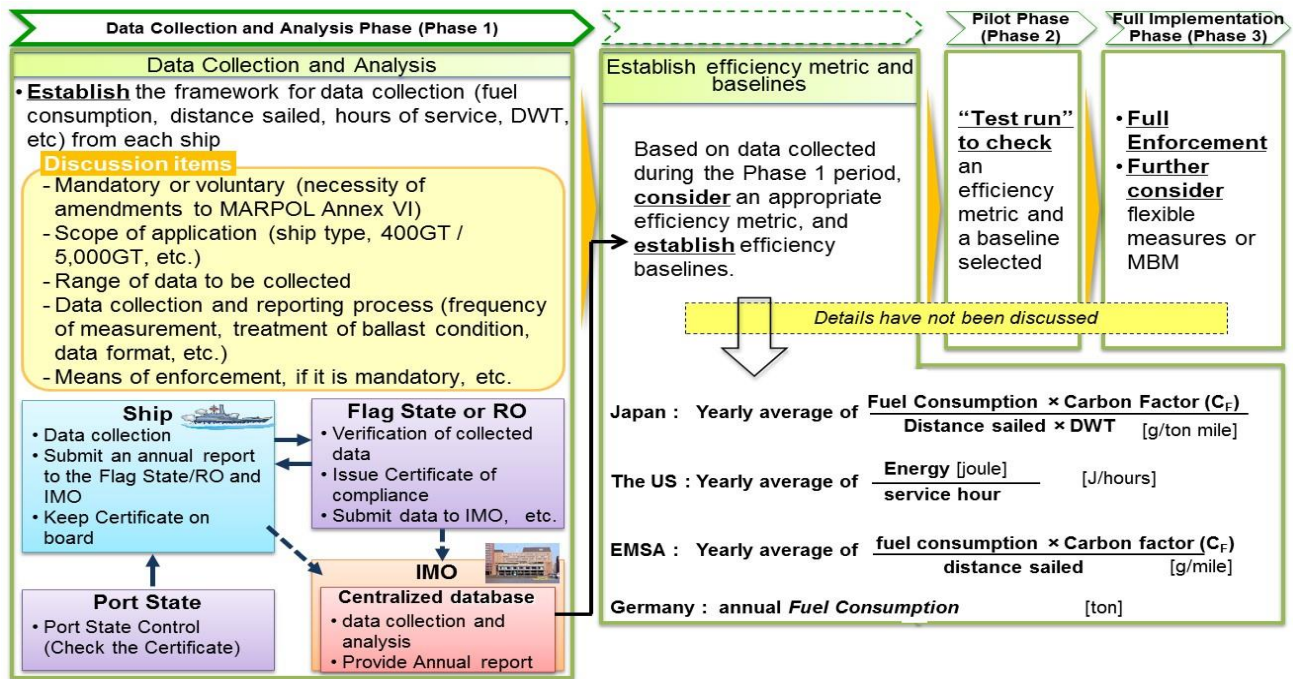 Data Collection and Analysis Phase (Phase 1)
Pilot Phase
(Phase 2)
Full Implementation
Phase (Phase 3)
Data Collection and Analysis
• Establish the framework for data collection (fuel
consumption, distance sailed, hours of service, DWT,
etc) from each ship
Discussion items
- Mandatory or voluntary (necessity of
amendments to MARPOL Annex VI)
- Scope of application (ship type, 400GT /
5,000GT, etc.)
- Range of data to be collected
- Data collection and reporting process (frequency
of measurement, treatment of ballast condition,
data format, etc.)
- Means of enforcement, if it is mandatory, etc.
Ship
• Data collection
• Submit an annual report
to the Flag State/RO and
IMO
• Keep Certificate on
board
Flag State or RO
• Verification of collected
data
• Issue Certificate of
compliance
• Submit data to IMO, etc.
Port State
• Port State Control
(Check the Certificate)
IMO
Centralized database
• data collection and
analysis
• Provide Annual report
Establish efficiency metric and
baselines
Based on data collected
during the Phase 1 period,
consider an appropriate
efficiency metric, and
establish efficiency
baselines.
“Test run”
to check
an
efficiency
metric and
a baseline
selected
• Full
Enforcement
• Further
consider
flexible
measures or
MBM
Details have not been discussed
Japan : Yearly average of
Fuel Consumption × Carbon Factor (CF)
Distance sailed × DWT
[g/ton mile]
The US : Yearly average of
Energy [joule]
service hour
[J/hours]
EMSA : Yearly average of
fuel consumption × Carbon factor (CF)
distance sailed
[g/mile]
Germany : annual Fuel Consumption [ton]